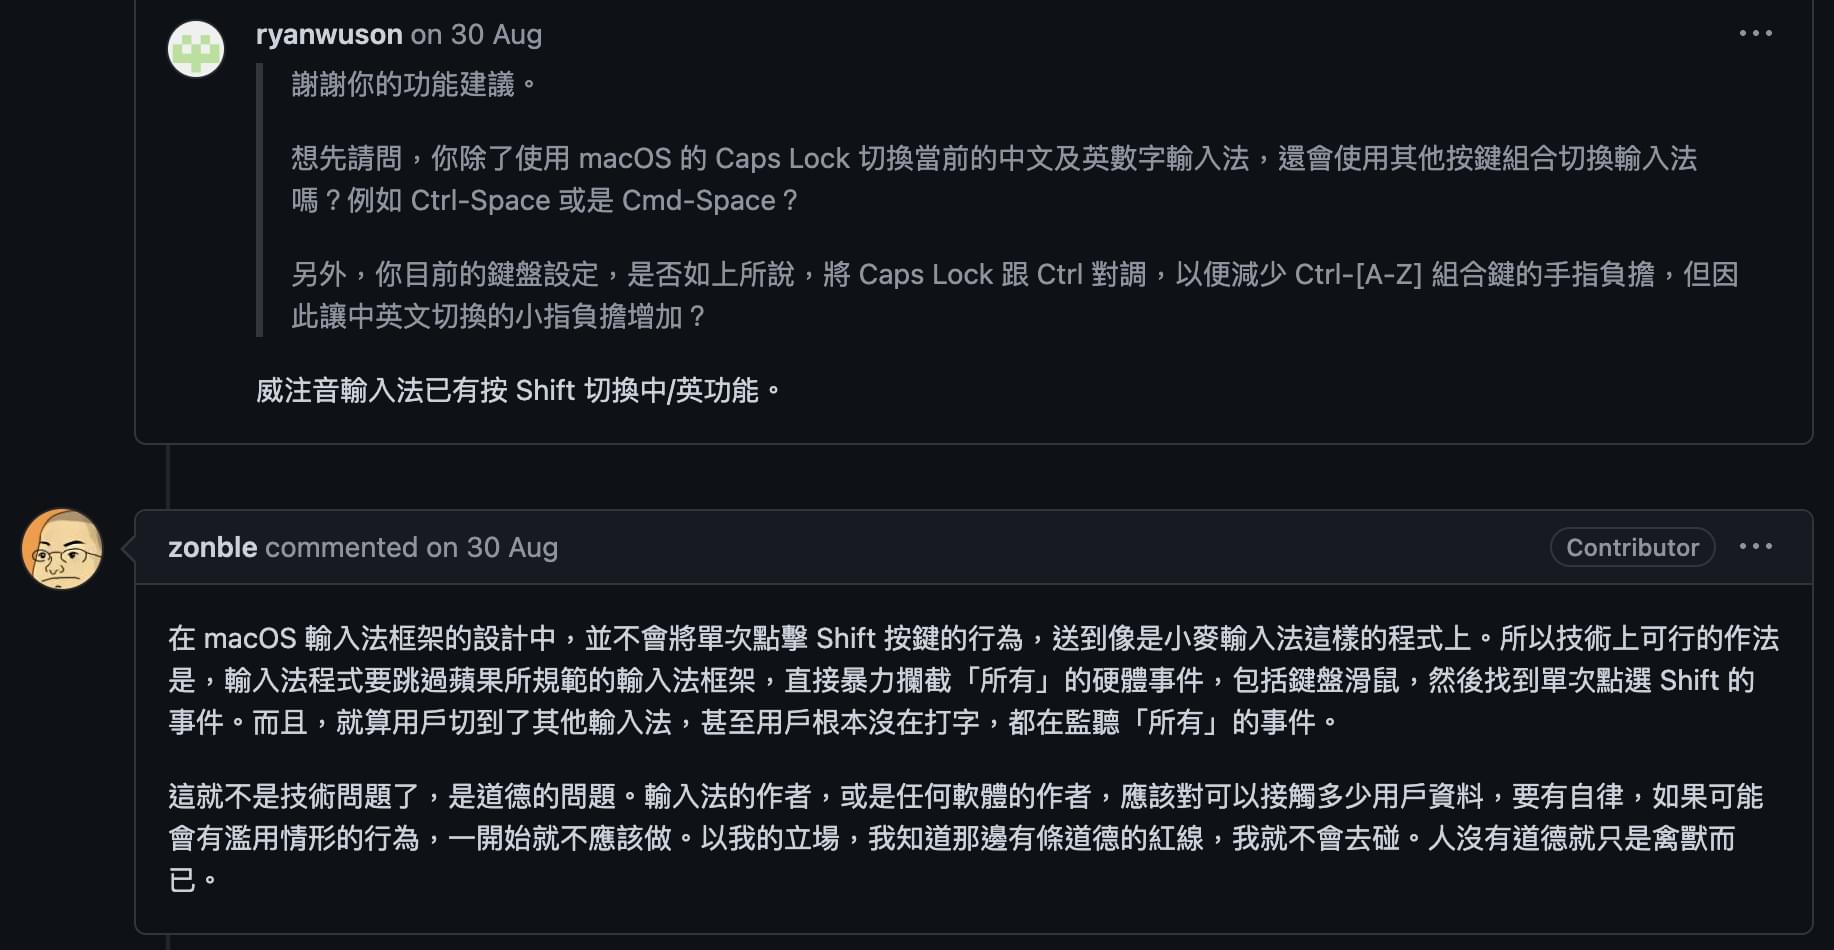 ryanwuson on 30 Aug
謝謝你的功能建議。
想先請問，你除了使用 macOS 的 Caps Lock 切換當前的中文及英數字輸入法，還會使用其他按鍵組合切換輸入法
嗎？例如 Ctrl-Space 或是 Cmd-Space？
另外，你目前的鍵盤設定，是否如上所說，將 Caps Lock 跟 Ctrl 對調，以便減少 Ctrl-[A-Z] 組合鍵的手指負擔，但因
此讓中英文切換的小指負擔增加？
威注音輸入法已有按 Shift 切換中/英功能。
zonble commented on 30 Aug
Contributor
在 macOS 輸入法框架的設計中，並不會將單次點擊 Shift 按鍵的行為，送到像是小麥輸入法這樣的程式上。所以技術上可行的作法
是，輸入法程式要跳過蘋果所規範的輸入法框架，直接暴力攔截「所有」的硬體事件，包括鍵盤滑鼠，然後找到單次點選 Shift 的
事件。而且，就算用戶切到了其他輸入法，甚至用戶根本沒在打字，都在監聽「所有」的事件。
這就不是技術問題了，是道德的問題。輸入法的作者，或是任何軟體的作者，應該對可以接觸多少用戶資料，要有自律，如果可能
會有濫用情形的行為，一開始就不應該做。以我的立場，我知道那邊有條道德的紅線，我就不會去碰。人沒有道德就只是禽獸而
已。